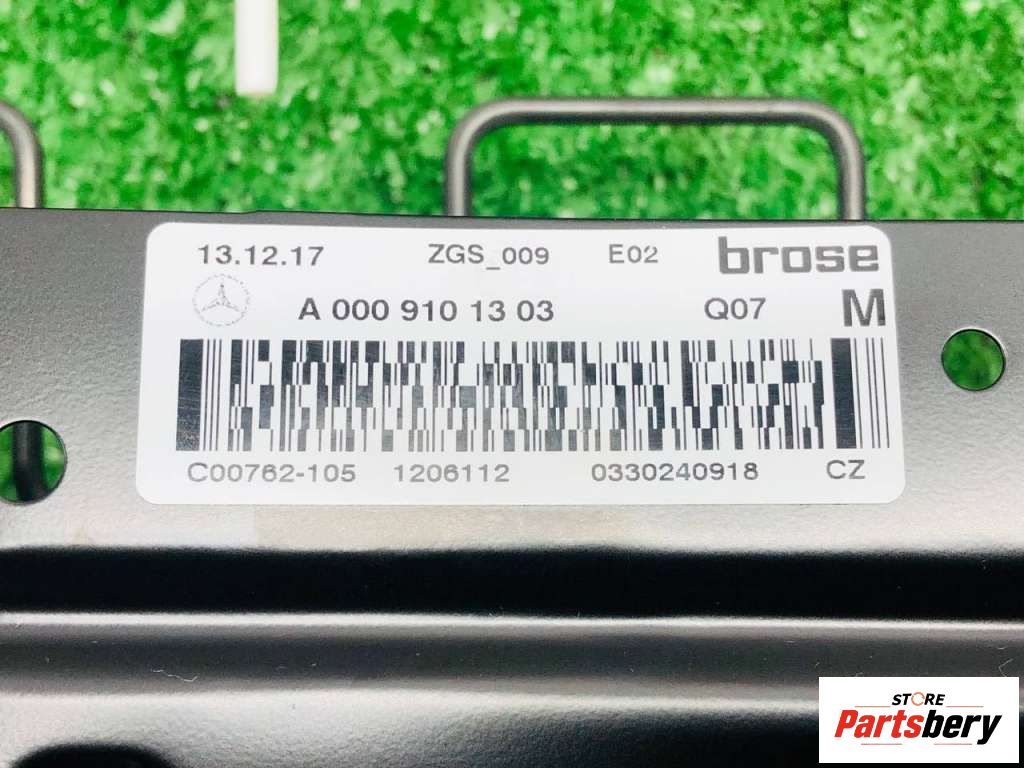 13.12.17 ZGS_009 E02 brose
A 000 910 13 03 Q07 M
C00762-105 1206112 0330240918 CZ
STORE
Partsbery